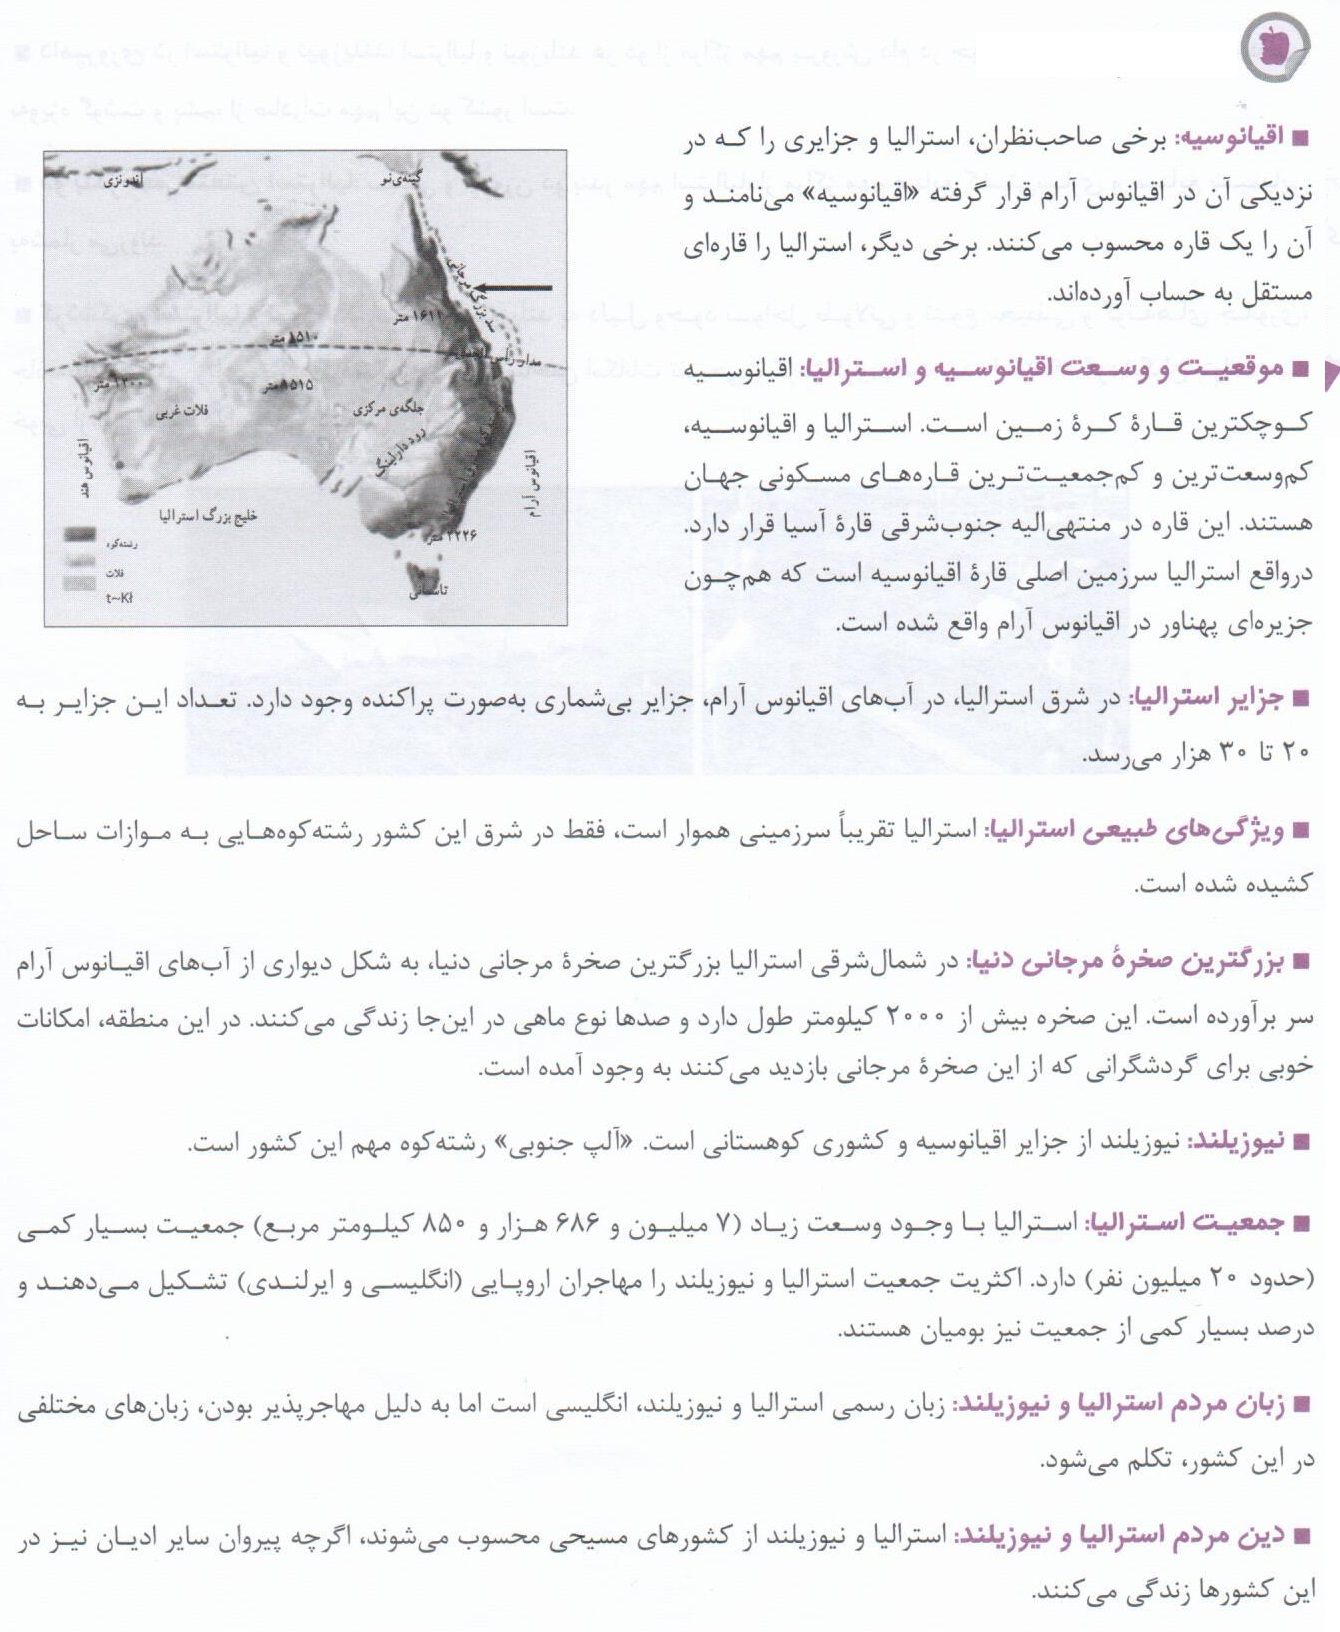 ■ اقیانوسیه: برخی صاحب‌نظران، استرالیا و جزایری را که در
نزدیکی آن در اقیانوس آرام قرار گرفته «اقیانوسیه» می‌نامند و
آن را یک قاره محسوب می‌کنند. برخی دیگر، استرالیا را قاره‌ای
مستقل به حساب آورده‌اند.
■ موقعیت و وسعت اقیانوسیه و استرالیا: اقیانوسیه
کوچکترین قارهٔ کرهٔ زمین است. استرالیا و اقیانوسیه،
کم‌وسعت‌ترین و کم‌جمعیت‌ترین قاره‌های مسکونی جهان
هستند. این قاره در منتهی‌الیه جنوب‌شرقی قارهٔ آسیا قرار دارد.
درواقع استرالیا سرزمین اصلی قارهٔ اقیانوسیه است که هم‌چون
جزیره‌ای پهناور در اقیانوس آرام واقع شده است.
اندونزی
گینه‌ی‌نو
سد بزرگ مرجانی
۱۶۱۱ متر
۸۵۱۰ متر
مدار رأس
۱۲۰۰ متر
۱۵۱۵ متر
فلات غربی
جلگه‌ی مرکزی
رود دارلینگ
اقیانوس هند
اقیانوس آرام
خلیج بزرگ استرالیا
۲۲۲۶ متر
تاسمانی
رشته‌کوه
فلات
t~Kł
■ جزایر استرالیا: در شرق استرالیا، در آب‌های اقیانوس آرام، جزایر بی‌شماری به‌صورت پراکنده وجود دارد. تعداد این جزایر به
۲۰ تا ۳۰ هزار می‌رسد.
■ ویژگی‌های طبیعی استرالیا: استرالیا تقریباً سرزمینی هموار است، فقط در شرق این کشور رشته‌کوه‌هایی به موازات ساحل
کشیده شده است.
■ بزرگترین صخرهٔ مرجانی دنیا: در شمال‌شرقی استرالیا بزرگترین صخرهٔ مرجانی دنیا، به شکل دیواری از آب‌های اقیانوس آرام
سر برآورده است. این صخره بیش از ۲۰۰۰ کیلومتر طول دارد و صدها نوع ماهی در این‌جا زندگی می‌کنند. در این منطقه، امکانات
خوبی برای گردشگرانی که از این صخرهٔ مرجانی بازدید می‌کنند به وجود آمده است.
■ نیوزیلند: نیوزیلند از جزایر اقیانوسیه و کشوری کوهستانی است. «آلپ جنوبی» رشته‌کوه مهم این کشور است.
■ جمعیت استرالیا: استرالیا با وجود وسعت زیاد (۷ میلیون و ۶۸۶ هزار و ۸۵۰ کیلومتر مربع) جمعیت بسیار کمی
(حدود ۲۰ میلیون نفر) دارد. اکثریت جمعیت استرالیا و نیوزیلند را مهاجران اروپایی (انگلیسی و ایرلندی) تشکیل می‌دهند و
درصد بسیار کمی از جمعیت نیز بومیان هستند.
■ زبان مردم استرالیا و نیوزیلند: زبان رسمی استرالیا و نیوزیلند، انگلیسی است اما به دلیل مهاجرپذیر بودن، زبان‌های مختلفی
در این کشور، تکلم می‌شود.
■ دین مردم استرالیا و نیوزیلند: استرالیا و نیوزیلند از کشورهای مسیحی محسوب می‌شوند، اگرچه پیروان سایر ادیان نیز در
این کشورها زندگی می‌کنند.